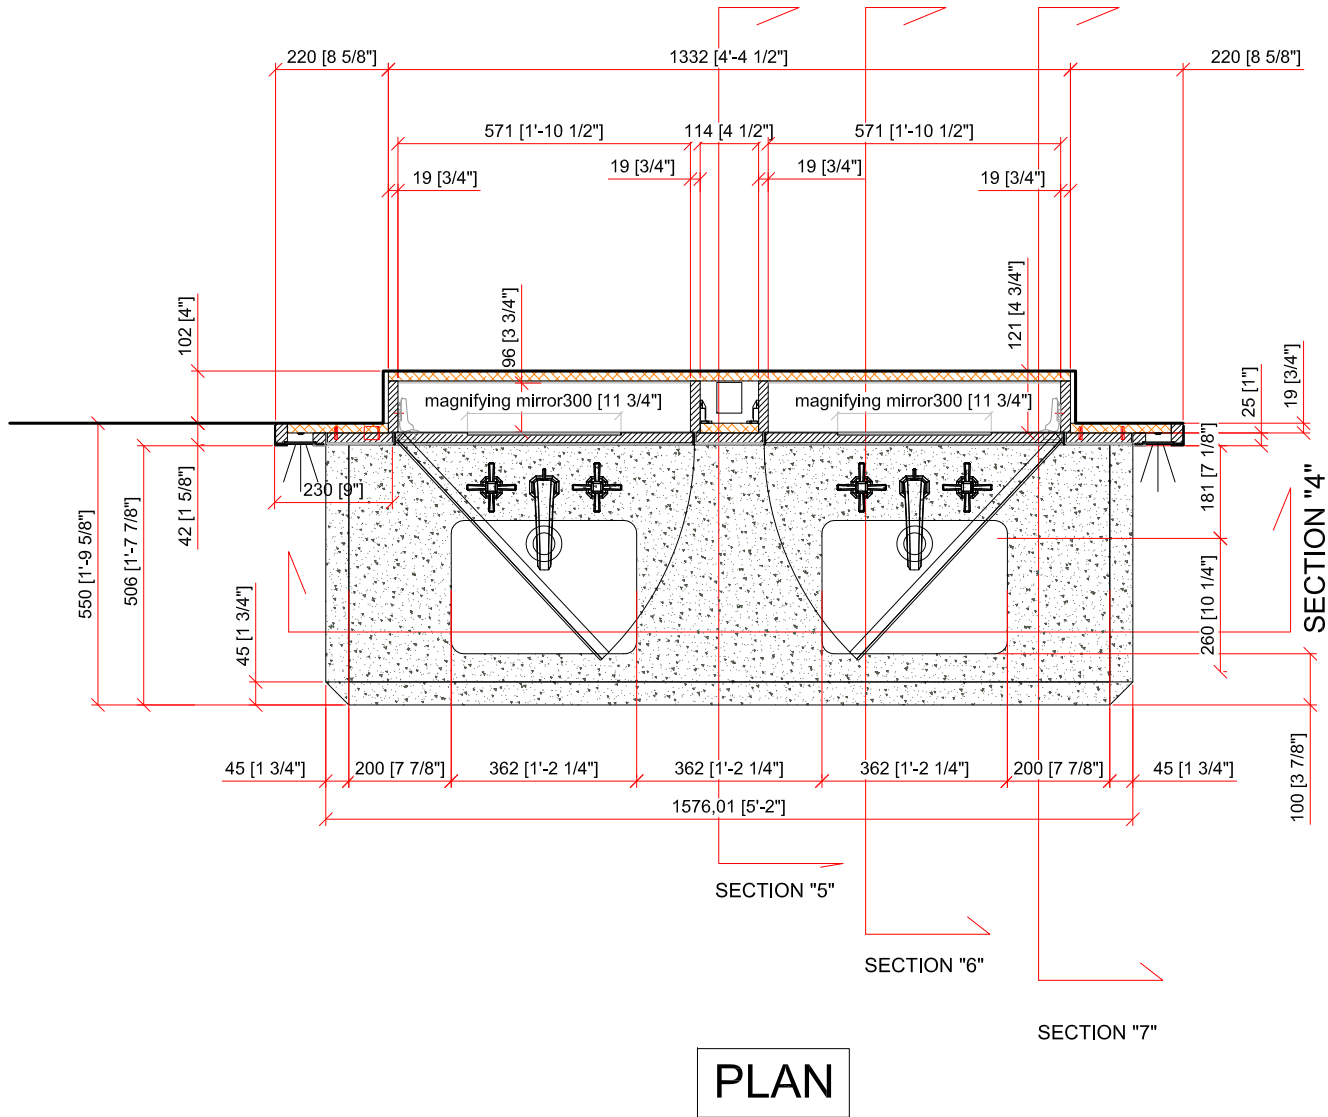 220 [8 5/8"]
1332 [4'-4 1/2"]
220 [8 5/8"]
571 [1'-10 1/2"]
114 [4 1/2"]
571 [1'-10 1/2"]
19 [3/4"]
19 [3/4"]
19 [3/4"]
19 [3/4"]
102 [4"]
96 [3 3/4"]
121 [4 3/4"]
25 [1"]
19 [3/4"]
magnifying mirror300 [11 3/4"]
magnifying mirror300 [11 3/4"]
230 [9"]
42 [1 5/8"]
181 [7 1/8"]
550 [1'-9 5/8"]
506 [1'-7 7/8"]
45 [1 3/4"]
260 [10 1/4"]
SECTION "4"
45 [1 3/4"]
200 [7 7/8"]
362 [1'-2 1/4"]
362 [1'-2 1/4"]
362 [1'-2 1/4"]
200 [7 7/8"]
45 [1 3/4"]
100 [3 7/8"]
1576,01 [5'-2"]
SECTION "5"
SECTION "6"
SECTION "7"
PLAN